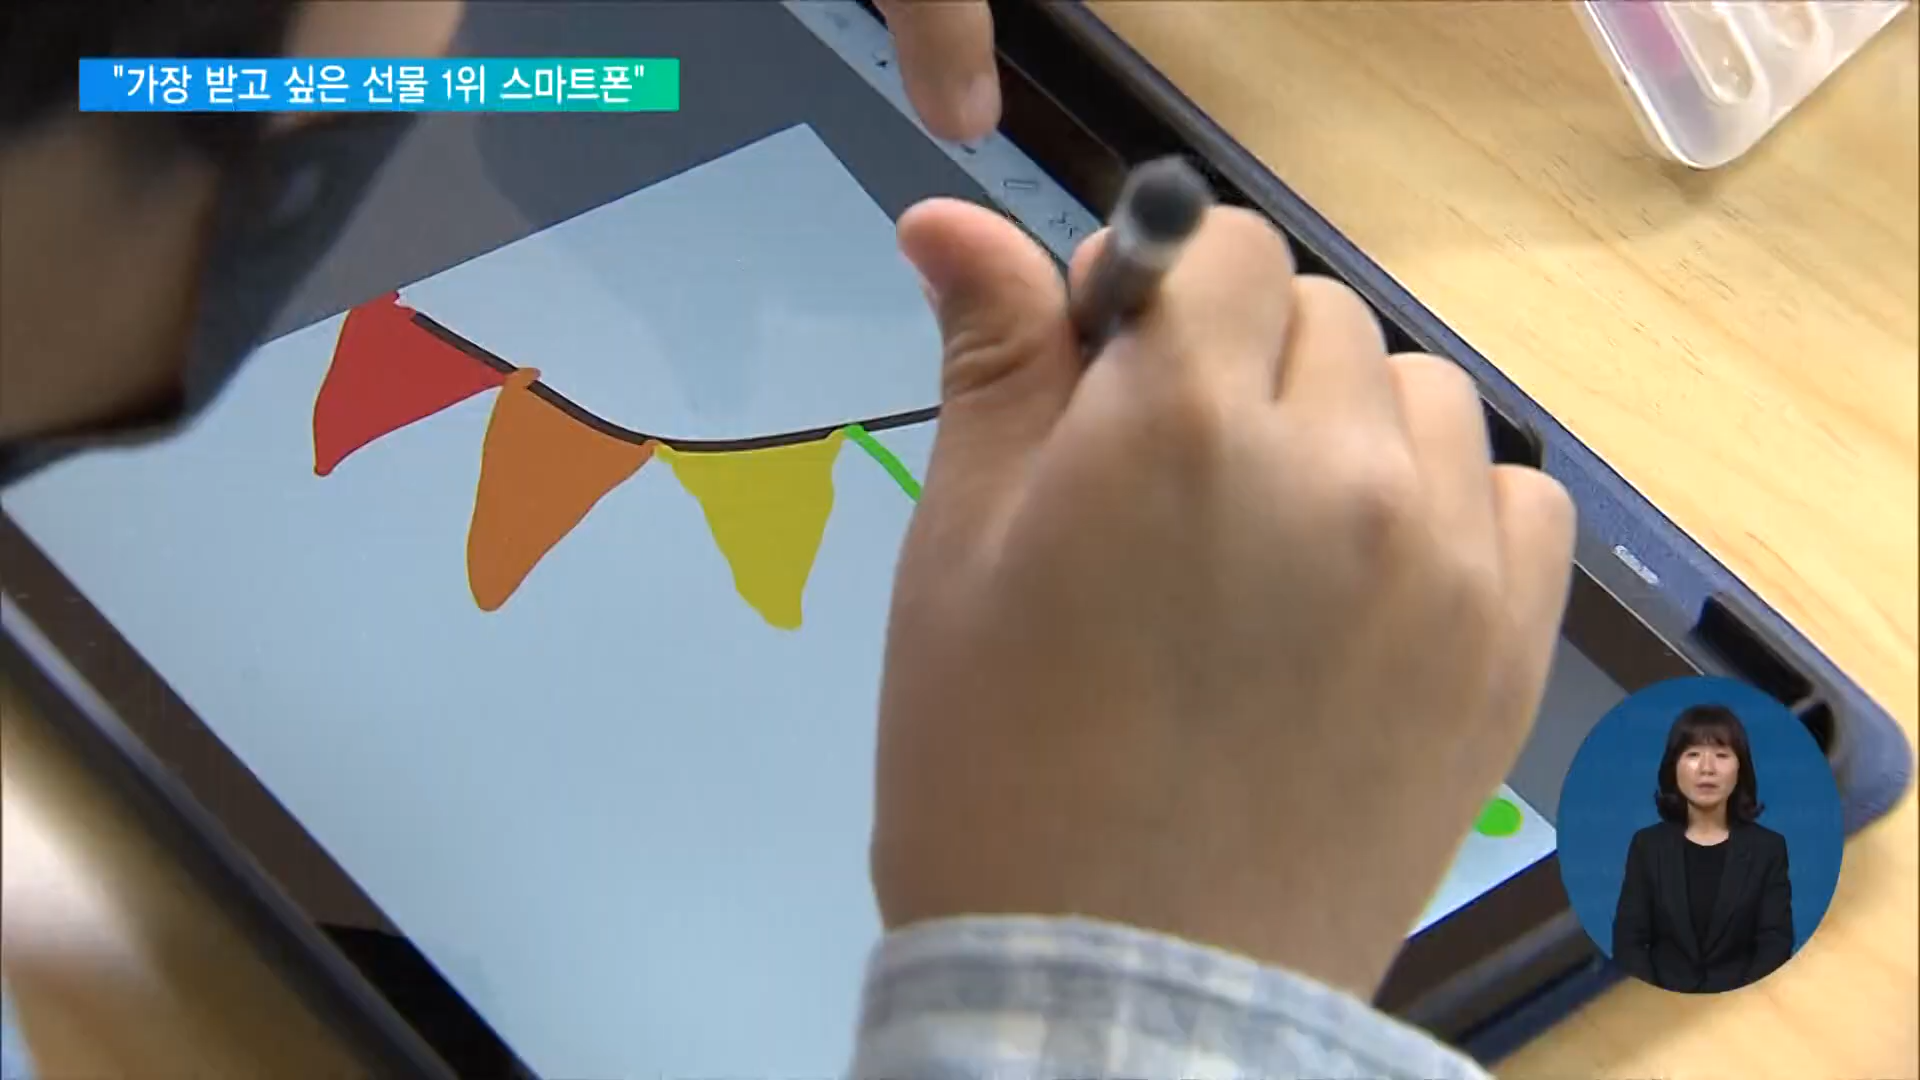 "가장 받고 싶은 선물 1위 스마트폰"